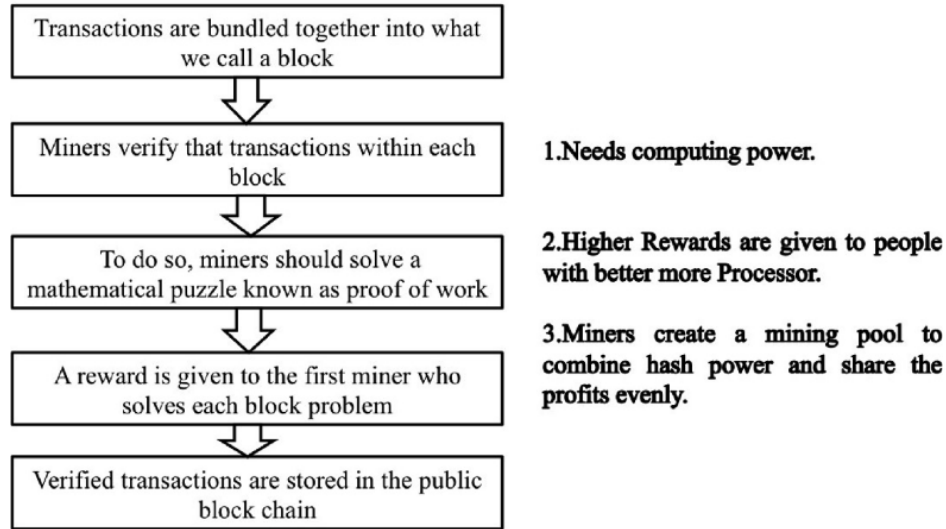 Transactions are bundled together into what
we call a block
Miners verify that transactions within each
block
To do so, miners should solve a
mathematical puzzle known as proof of work
A reward is given to the first miner who
solves each block problem
Verified transactions are stored in the public
block chain
1.Needs computing power.
2.Higher Rewards are given to people
with better more Processor.
3.Miners create a mining pool to
combine hash power and share the
profits evenly.